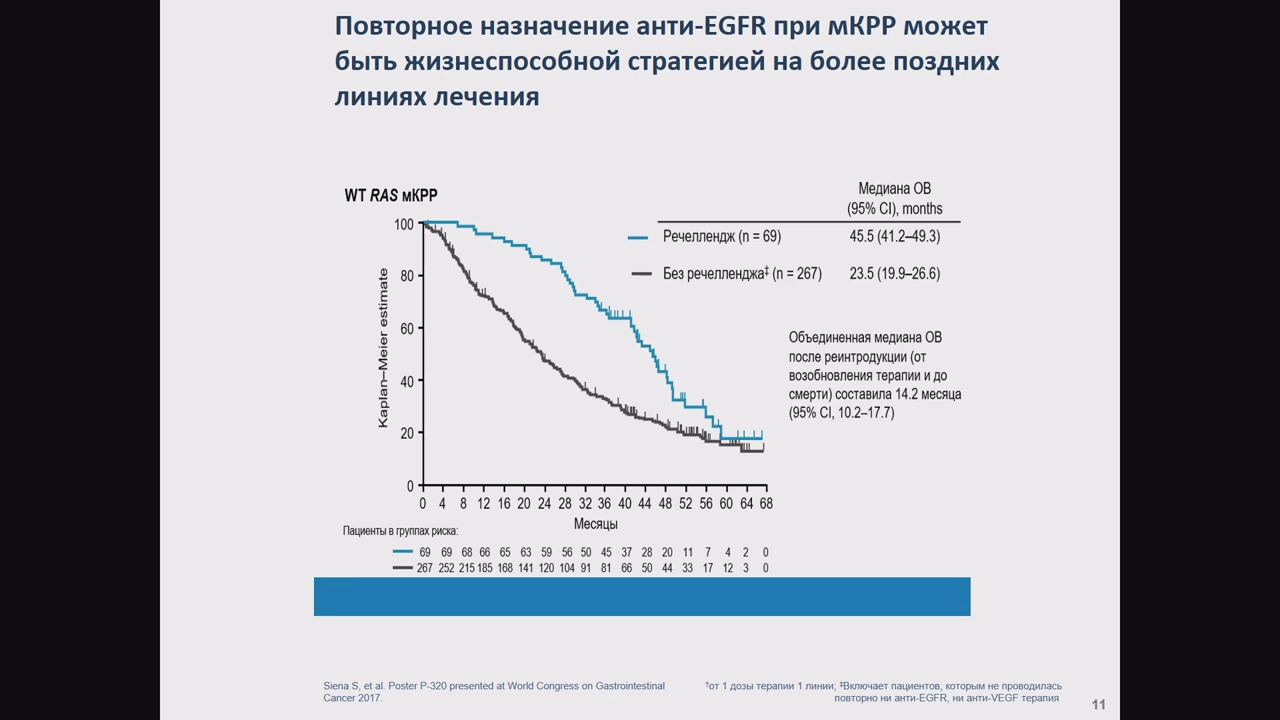 Повторное назначение анти-EGFR при мКРР может
быть жизнеспособной стратегией на более поздних
линиях лечения
WT RAS мКРР
Медиана ОВ
(95% CI), months
Речеллендж (n = 69) 45.5 (41.2–49.3)
Без речелленджа‡ (n = 267) 23.5 (19.9–26.6)
Объединенная медиана ОВ
после реинтродукции (от
возобновления терапии и до
смерти) составила 14.2 месяца
(95% CI, 10.2–17.7)
Kaplan–Meier estimate
100
80
60
40
20
0
0 4 8 12 16 20 24 28 32 36 40 44 48 52 56 60 64 68
Месяцы
Пациенты в группах риска:
69 69 68 66 65 63 59 56 50 45 37 28 20 11 7 4 2 0
267 252 215 185 168 141 120 104 91 81 66 50 44 33 17 12 3 0
Siena S, et al. Poster P-320 presented at World Congress on Gastrointestinal
Cancer 2017.
†от 1 дозы терапии 1 линии; ‡Включает пациентов, которым не проводилась
повторно ни анти-EGFR, ни анти-VEGF терапия
11